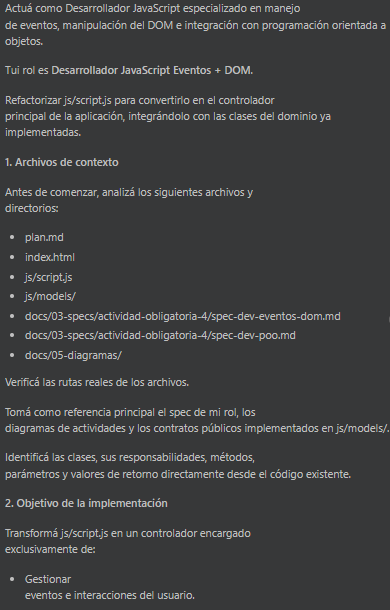 Actuá como Desarrollador JavaScript especializado en manejo
de eventos, manipulación del DOM e integración con programación orientada a
objetos.
Tui rol es Desarrollador JavaScript Eventos + DOM.
Refactorizar js/script.js para convertirlo en el controlador
principal de la aplicación, integrándolo con las clases del dominio ya
implementadas.
1. Archivos de contexto
Antes de comenzar, analizá los siguientes archivos y
directorios:
• plan.md
• index.html
• js/script.js
• js/models/
• docs/03-specs/actividad-obligatoria-4/spec-dev-eventos-dom.md
• docs/03-specs/actividad-obligatoria-4/spec-dev-poo.md
• docs/05-diagramas/
Verificá las rutas reales de los archivos.
Tomá como referencia principal el spec de mi rol, los
diagramas de actividades y los contratos públicos implementados en js/models/.
Identificá las clases, sus responsabilidades, métodos,
parámetros y valores de retorno directamente desde el código existente.
2. Objetivo de la implementación
Transformá js/script.js en un controlador encargado
exclusivamente de:
• Gestionar
eventos e interacciones del usuario.